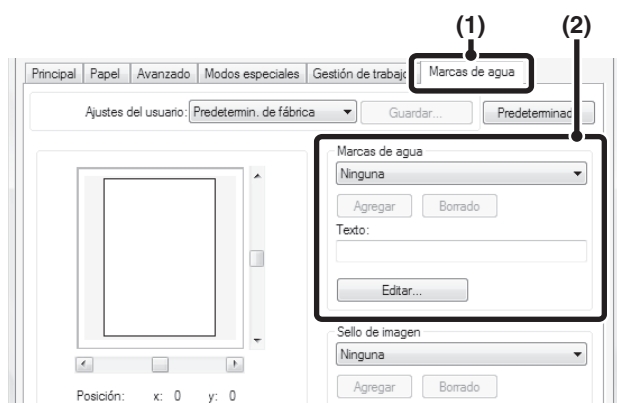 (1) (2)
Principal Papel Avanzado Modos especiales Gestión de trabajo Marcas de agua
Ajustes del usuario: Predetermin. de fábrica Guardar... Predeterminad
Marcas de agua
Ninguna
Agregar Borrado
Texto:
Editar...
Sello de imagen
Ninguna
Agregar Borrado
Posición: x: 0 y: 0